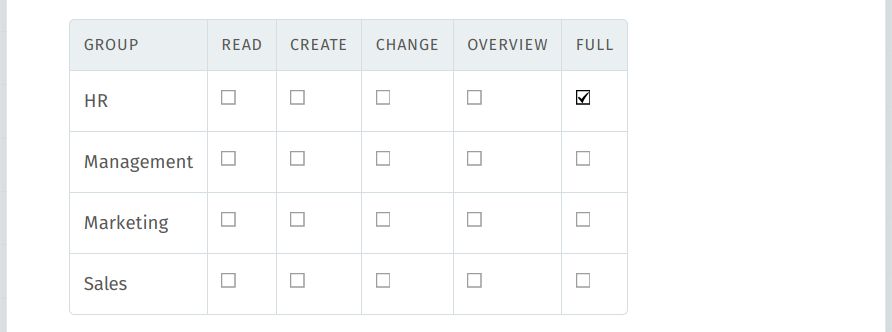 GROUP READ CREATE CHANGE OVERVIEW FULL
HR
Management
Marketing
Sales